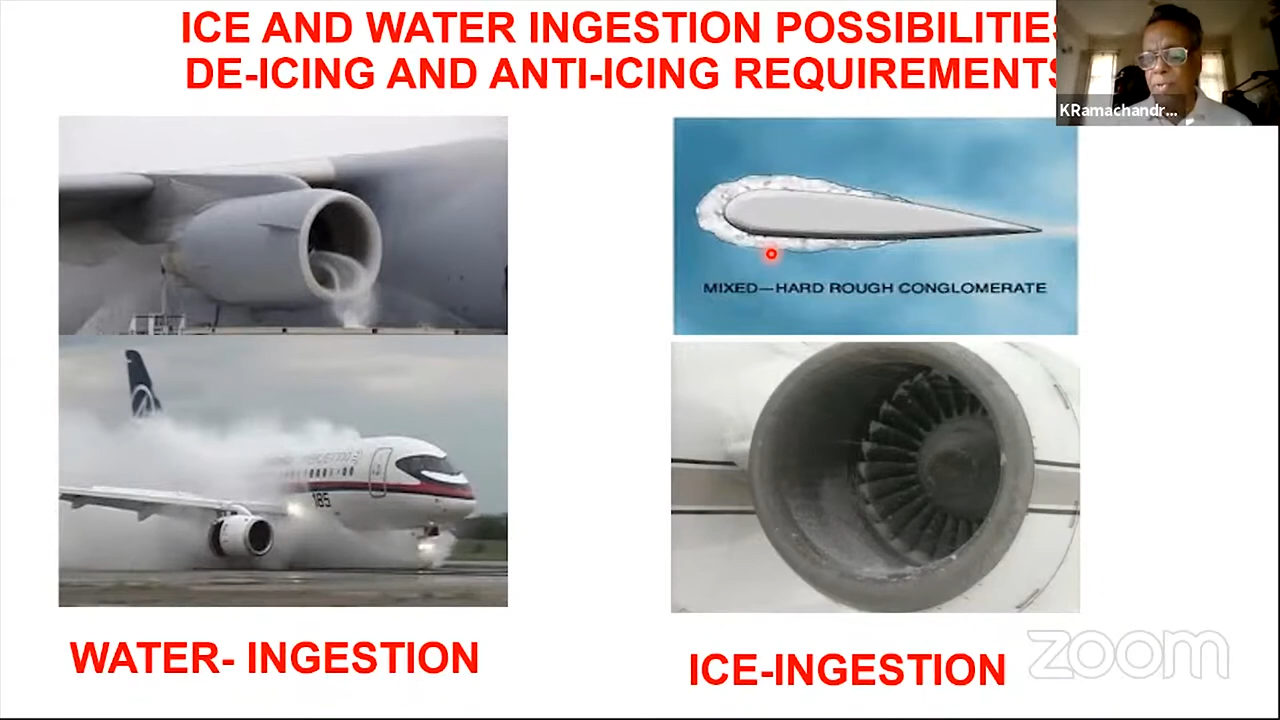 ICE AND WATER INGESTION POSSIBILITIES
DE-ICING AND ANTI-ICING REQUIREMENTS
KRamachandr...
MIXED—HARD ROUGH CONGLOMERATE
185
WATER- INGESTION
ICE-INGESTION
zoom